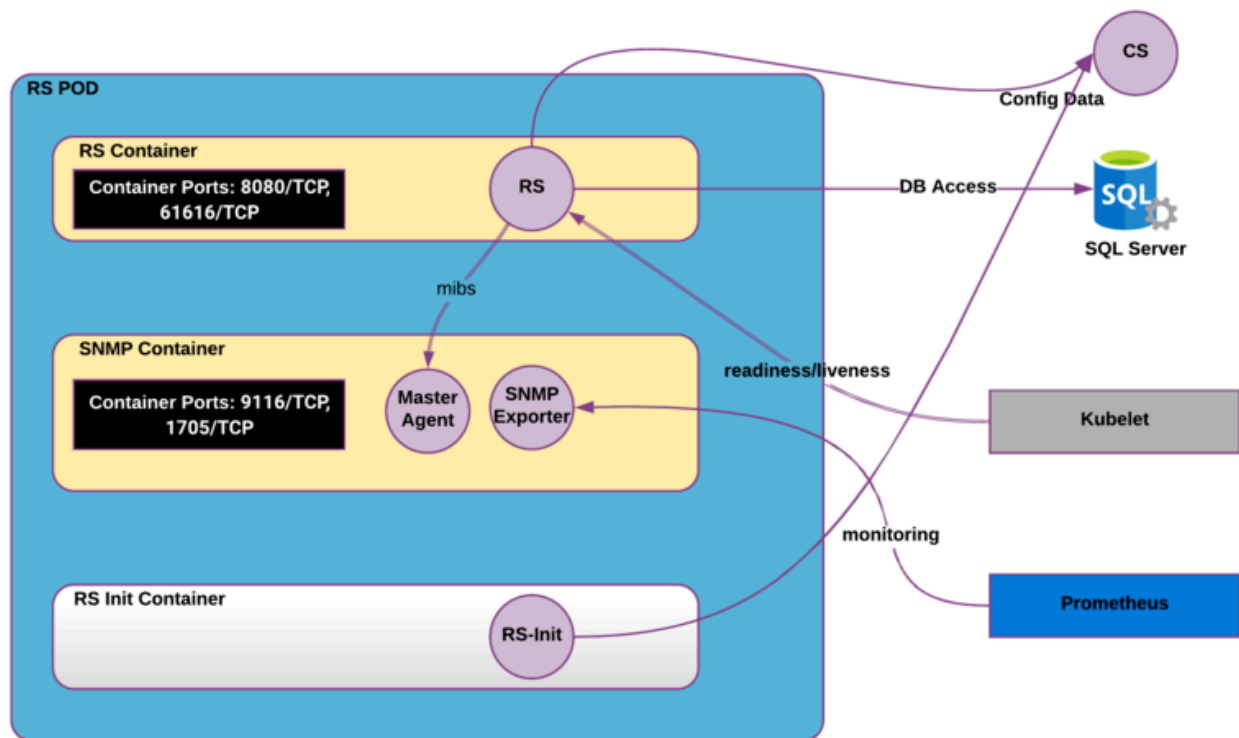 CS
RS POD
Config Data
RS Container
Container Ports: 8080/TCP,
61616/TCP
RS
DB Access
SQL
SQL Server
mibs
SNMP Container
readiness/liveness
Container Ports: 9116/TCP,
1705/TCP
Master
Agent
SNMP
Exporter
Kubelet
monitoring
RS Init Container
RS-Init
Prometheus